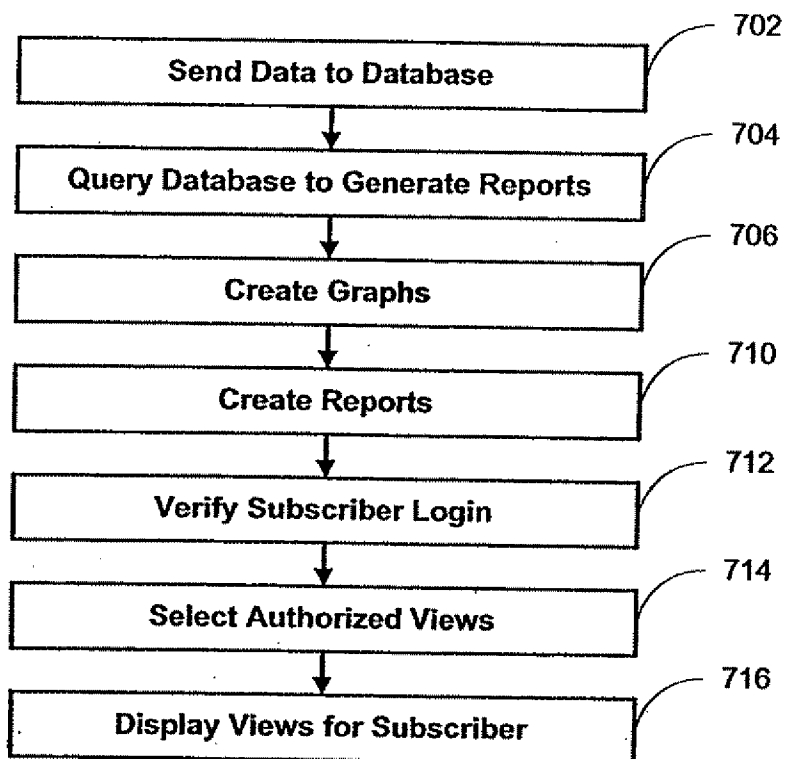 702
Send Data to Database
704
Query Database to Generate Reports
706
Create Graphs
710
Create Reports
712
Verify Subscriber Login
714
Select Authorized Views
716
Display Views for Subscriber